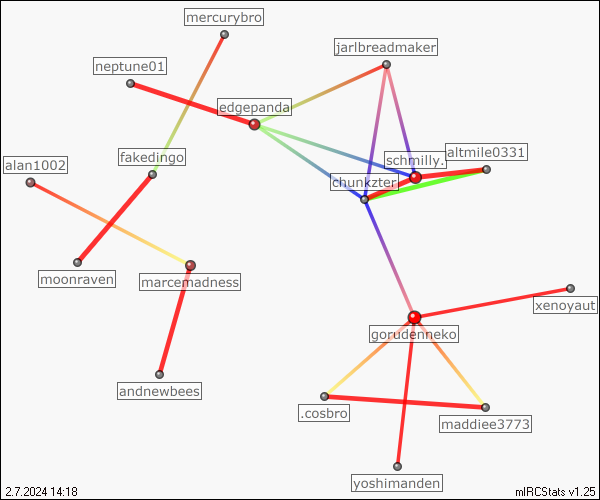 mercurybro
jarlbreadmaker
neptune01
edgepanda
altmile0331
fakedingo
schmilly.
alan1002
chunkzter
moonraven
marcemadness
xenoyaut
gorudenneko
andnewbees
.cosbro
maddiee3773
yoshimanden
2.7.2024 14:18
mIRCStats v1.25